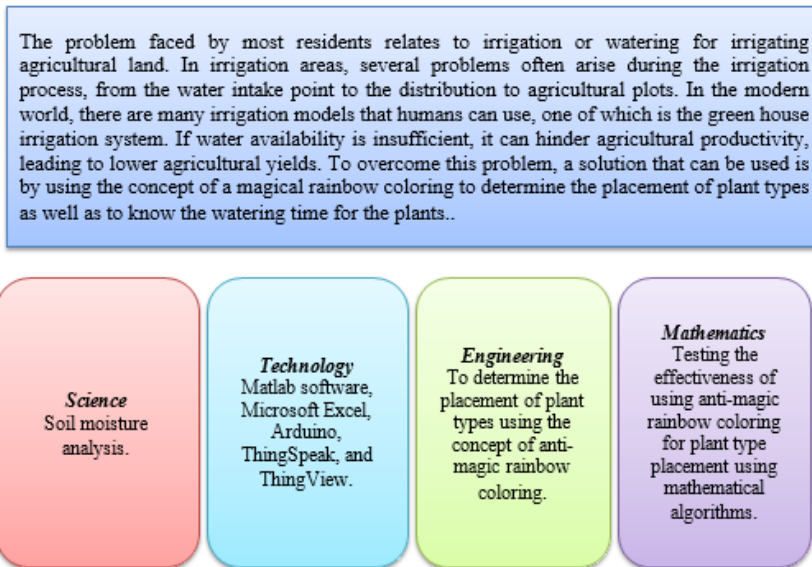 The problem faced by most residents relates to irrigation or watering for irrigating
agricultural land. In irrigation areas, several problems often arise during the irrigation
process, from the water intake point to the distribution to agricultural plots. In the modern
world, there are many irrigation models that humans can use, one of which is the green house
irrigation system. If water availability is insufficient, it can hinder agricultural productivity,
leading to lower agricultural yields. To overcome this problem, a solution that can be used is
by using the concept of a magical rainbow coloring to determine the placement of plant types
as well as to know the watering time for the plants..
Science
Soil moisture
analysis.
Technology
Matlab software,
Microsoft Excel,
Arduino,
ThingSpeak, and
ThingView.
Engineering
To determine the
placement of plant
types using the
concept of anti-
magic rainbow
coloring.
Mathematics
Testing the
effectiveness of
using anti-magic
rainbow coloring
for plant type
placement using
mathematical
algorithms.